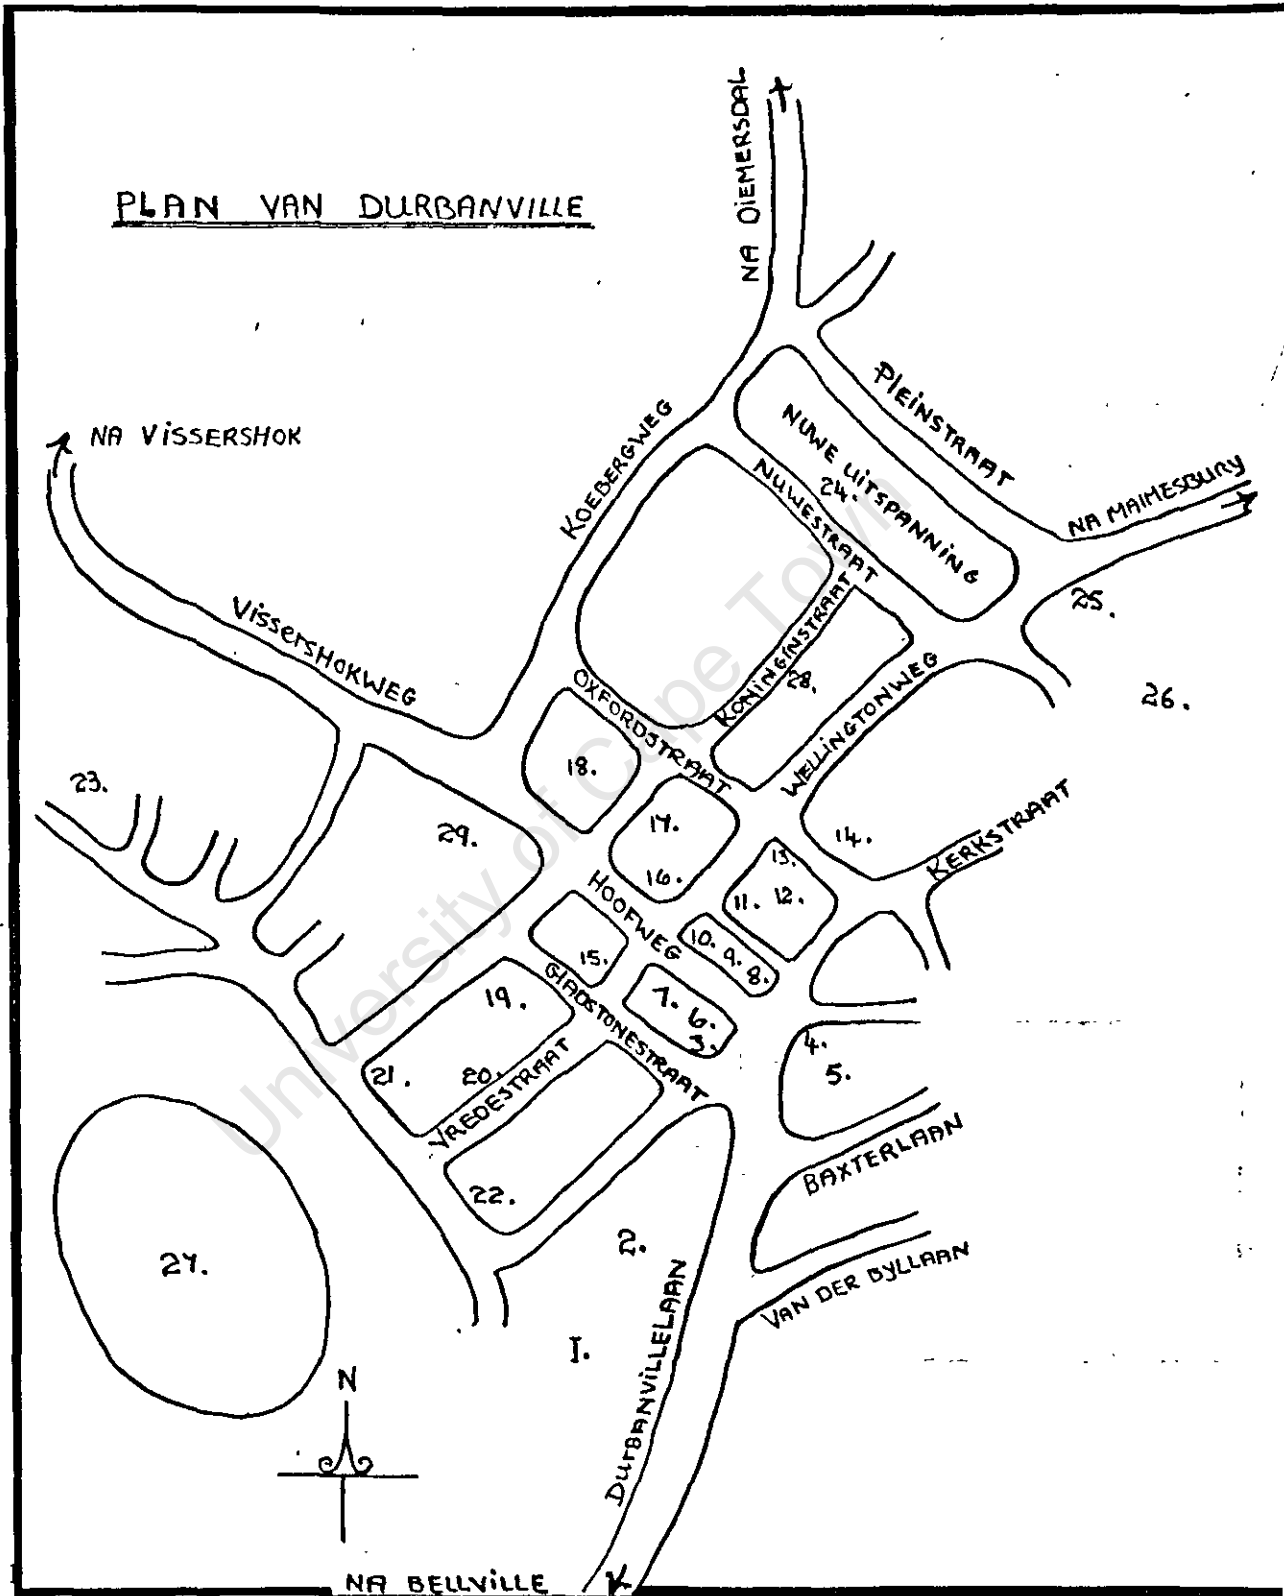 NA DIEMERSDAL
PLAN VAN DURBANVILLE
PLEINSTRAAT
NUWE UITSPANNING
24.
NA VISSERSHOK
KOEBERGWEG
NUWESTRAAT
NA MAIMESBURY
25.
VISSERSHOKWEG
KONINGINSTRAAT
28.
26.
OXFORDSTRAAT
WELLINGTONWEG
18.
23.
17.
29.
14.
KERKSTRAAT
13.
16.
11. 12.
HOOFWEG
10. 9. 8.
15.
GLADSTONESTRAAT
19.
7. 6.
3.
4.
5.
21.
20.
VREDESTRAAT
BAXTERLAAN
22.
2.
27.
VAN DER BYLLAAN
I.
DURBANVILLELAAN
N
NA BELLVILLE
University of Cape Town